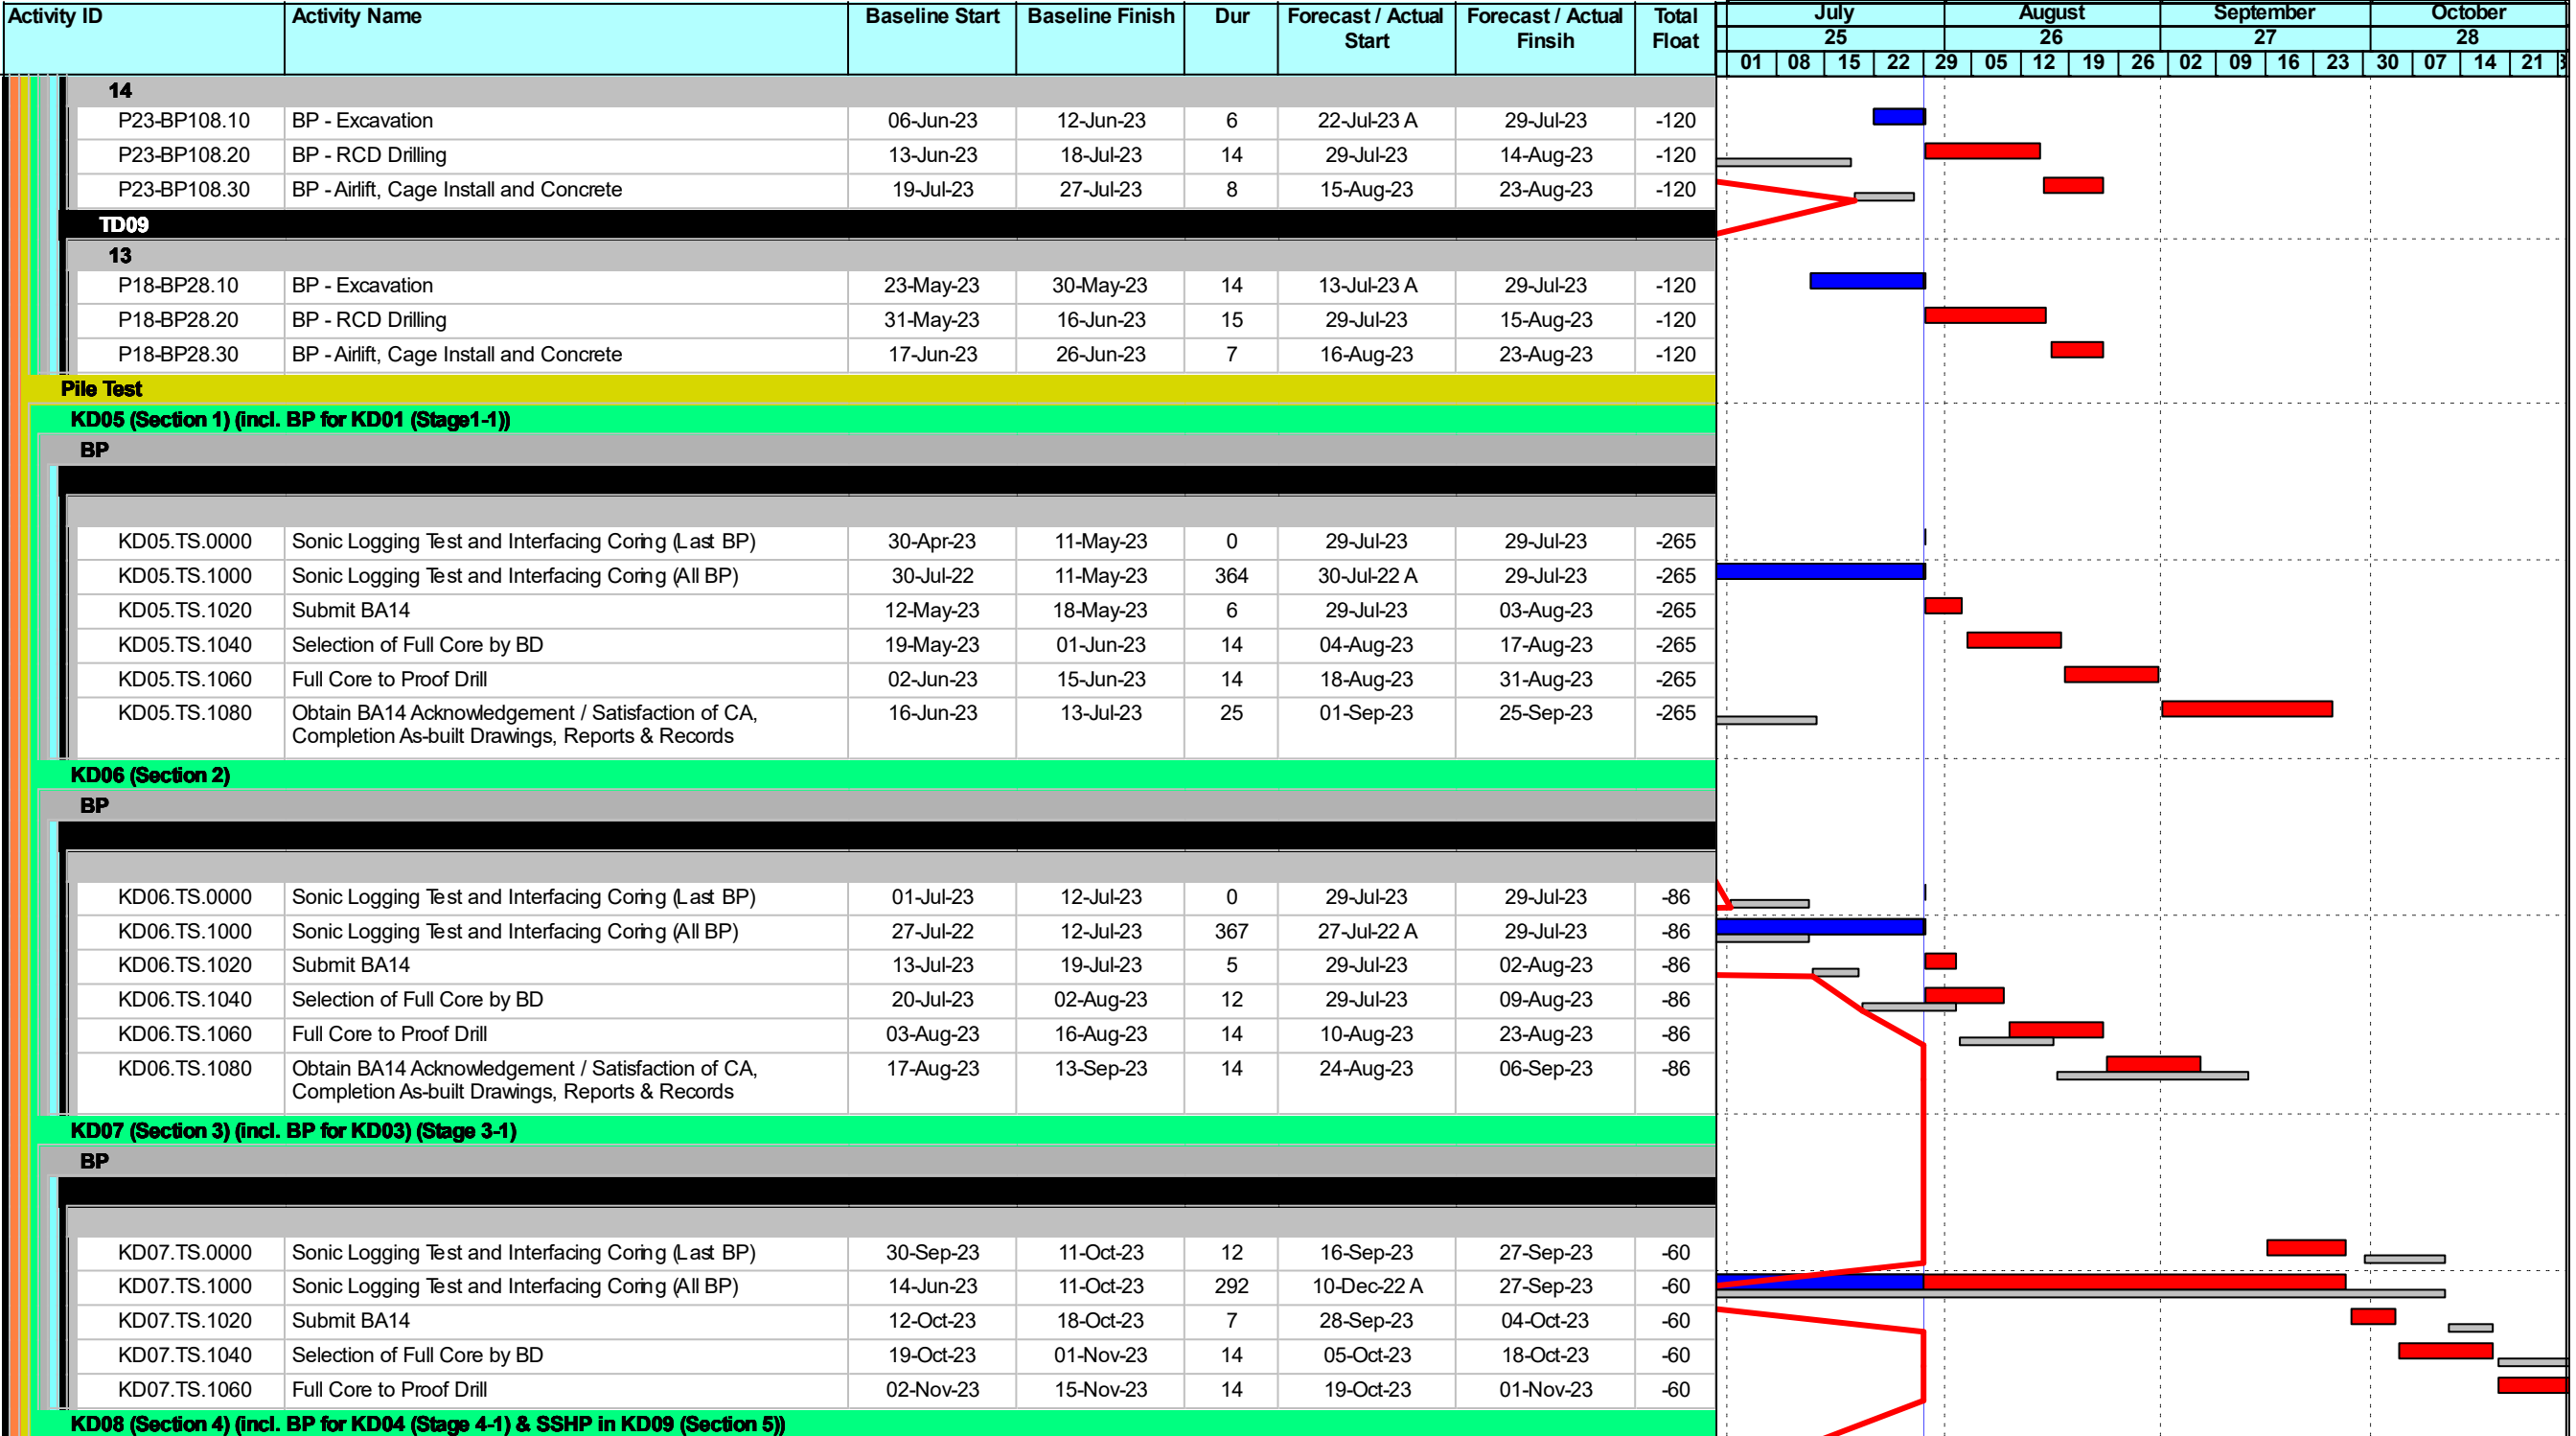 Activity ID Activity Name Baseline Start Baseline Finish Dur Forecast / Actual Start Forecast / Actual Finsih Total Float
July August September October
25 26 27 28
01 08 15 22 29 05 12 19 26 02 09 16 23 30 07 14 21
14
P23-BP108.10 BP - Excavation 06-Jun-23 12-Jun-23 6 22-Jul-23 A 29-Jul-23 -120
P23-BP108.20 BP - RCD Drilling 13-Jun-23 18-Jul-23 14 29-Jul-23 14-Aug-23 -120
P23-BP108.30 BP - Airlift, Cage Install and Concrete 19-Jul-23 27-Jul-23 8 15-Aug-23 23-Aug-23 -120
TD09
13
P18-BP28.10 BP - Excavation 23-May-23 30-May-23 14 13-Jul-23 A 29-Jul-23 -120
P18-BP28.20 BP - RCD Drilling 31-May-23 16-Jun-23 15 29-Jul-23 15-Aug-23 -120
P18-BP28.30 BP - Airlift, Cage Install and Concrete 17-Jun-23 26-Jun-23 7 16-Aug-23 23-Aug-23 -120
Pile Test
KD05 (Section 1) (incl. BP for KD01 (Stage1-1))
BP
KD05.TS.0000 Sonic Logging Test and Interfacing Coring (Last BP) 30-Apr-23 11-May-23 0 29-Jul-23 29-Jul-23 -265
KD05.TS.1000 Sonic Logging Test and Interfacing Coring (All BP) 30-Jul-22 11-May-23 364 30-Jul-22 A 29-Jul-23 -265
KD05.TS.1020 Submit BA14 12-May-23 18-May-23 6 29-Jul-23 03-Aug-23 -265
KD05.TS.1040 Selection of Full Core by BD 19-May-23 01-Jun-23 14 04-Aug-23 17-Aug-23 -265
KD05.TS.1060 Full Core to Proof Drill 02-Jun-23 15-Jun-23 14 18-Aug-23 31-Aug-23 -265
KD05.TS.1080 Obtain BA14 Acknowledgement / Satisfaction of CA, 16-Jun-23 13-Jul-23 25 01-Sep-23 25-Sep-23 -265
Completion As-built Drawings, Reports & Records
KD06 (Section 2)
BP
KD06.TS.0000 Sonic Logging Test and Interfacing Coring (Last BP) 01-Jul-23 12-Jul-23 0 29-Jul-23 29-Jul-23 -86
KD06.TS.1000 Sonic Logging Test and Interfacing Coring (All BP) 27-Jul-22 12-Jul-23 367 27-Jul-22 A 29-Jul-23 -86
KD06.TS.1020 Submit BA14 13-Jul-23 19-Jul-23 5 29-Jul-23 02-Aug-23 -86
KD06.TS.1040 Selection of Full Core by BD 20-Jul-23 02-Aug-23 12 29-Jul-23 09-Aug-23 -86
KD06.TS.1060 Full Core to Proof Drill 03-Aug-23 16-Aug-23 14 10-Aug-23 23-Aug-23 -86
KD06.TS.1080 Obtain BA14 Acknowledgement / Satisfaction of CA, 17-Aug-23 13-Sep-23 14 24-Aug-23 06-Sep-23 -86
Completion As-built Drawings, Reports & Records
KD07 (Section 3) (incl. BP for KD03) (Stage 3-1)
BP
KD07.TS.0000 Sonic Logging Test and Interfacing Coring (Last BP) 30-Sep-23 11-Oct-23 12 16-Sep-23 27-Sep-23 -60
KD07.TS.1000 Sonic Logging Test and Interfacing Coring (All BP) 14-Jun-23 11-Oct-23 292 10-Dec-22 A 27-Sep-23 -60
KD07.TS.1020 Submit BA14 12-Oct-23 18-Oct-23 7 28-Sep-23 04-Oct-23 -60
KD07.TS.1040 Selection of Full Core by BD 19-Oct-23 01-Nov-23 14 05-Oct-23 18-Oct-23 -60
KD07.TS.1060 Full Core to Proof Drill 02-Nov-23 15-Nov-23 14 19-Oct-23 01-Nov-23 -60
KD08 (Section 4) (incl. BP for KD04 (Stage 4-1) & SSHP in KD09 (Section 5))